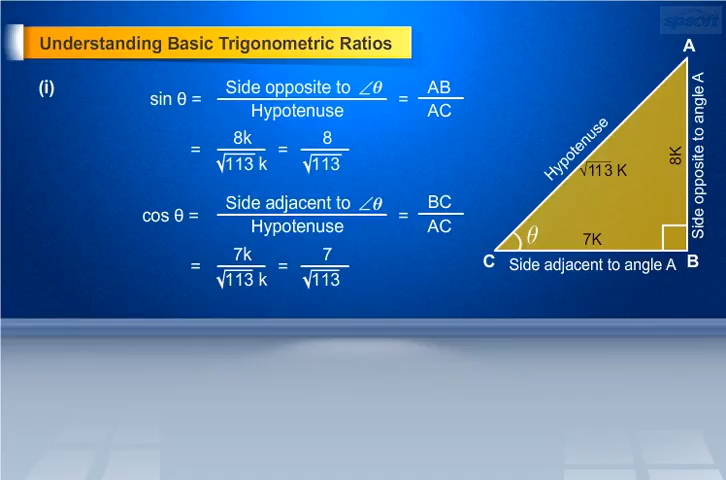 spsoft
Understanding Basic Trigonometric Ratios
(i)
sin θ = Side opposite to ∠θ / Hypotenuse = AB / AC
= 8k / √113 k = 8 / √113
cos θ = Side adjacent to ∠θ / Hypotenuse = BC / AC
= 7k / √113 k = 7 / √113
A
Hypotenuse
√113 K
8K
Side opposite to angle A
θ
7K
C
Side adjacent to angle A
B